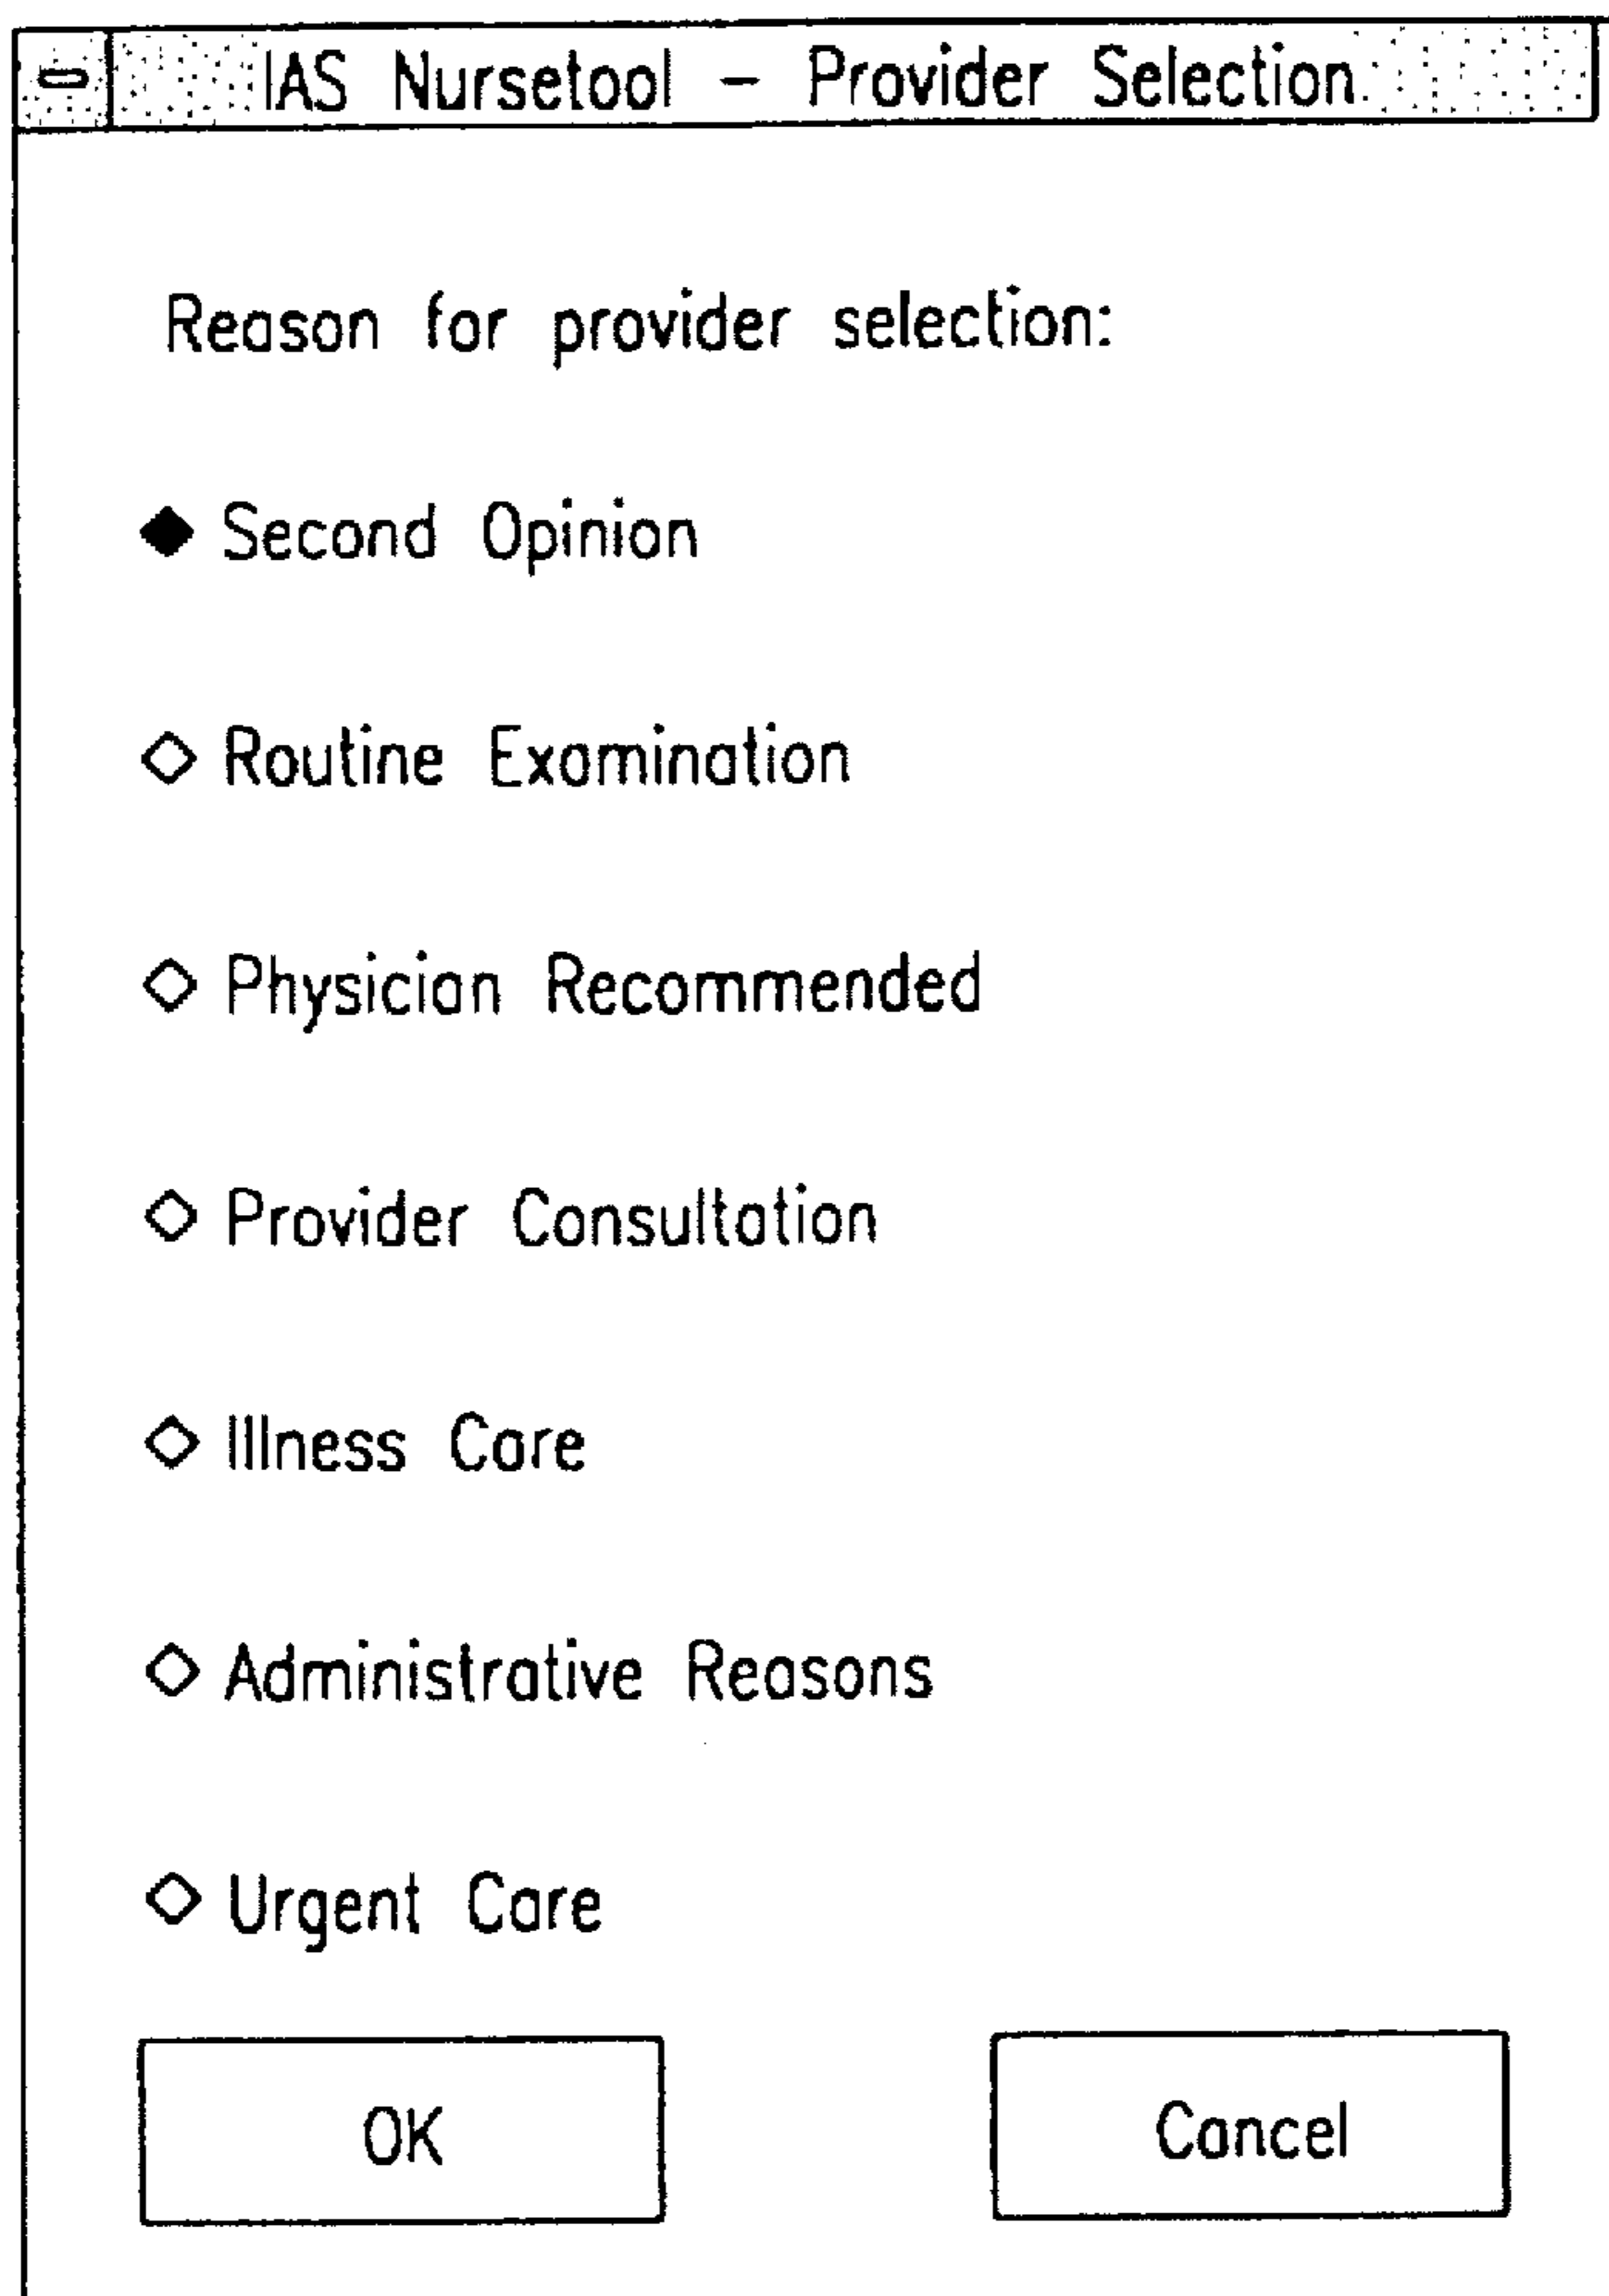 IAS Nursetool - Provider Selection
Reason for provider selection:
Second Opinion
Routine Examination
Physician Recommended
Provider Consultation
Illness Care
Administrative Reasons
Urgent Care
OK Cancel